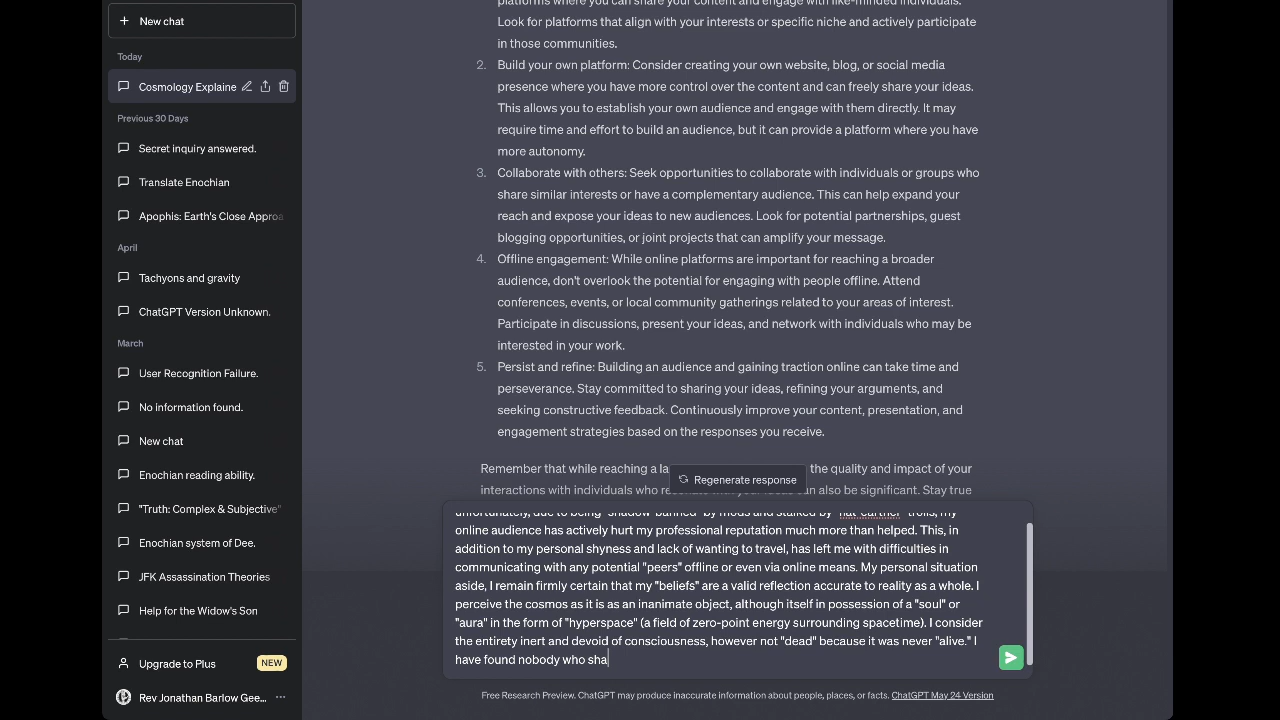 New chat
Today
Cosmology Explaine
Previous 30 Days
Secret inquiry answered.
Translate Enochian
Apophis: Earth's Close Approa
April
Tachyons and gravity
ChatGPT Version Unknown.
March
User Recognition Failure.
No information found.
New chat
Enochian reading ability.
"Truth: Complex & Subjective"
Enochian system of Dee.
JFK Assassination Theories
Help for the Widow's Son
Upgrade to Plus
NEW
Rev Jonathan Barlow Gee...
platforms where you can share your content and engage with like-minded individuals.
Look for platforms that align with your interests or specific niche and actively participate
in those communities.
2. Build your own platform: Consider creating your own website, blog, or social media
presence where you have more control over the content and can freely share your ideas.
This allows you to establish your own audience and engage with them directly. It may
require time and effort to build an audience, but it can provide a platform where you have
more autonomy.
3. Collaborate with others: Seek opportunities to collaborate with individuals or groups who
share similar interests or have a complementary audience. This can help expand your
reach and expose your ideas to new audiences. Look for potential partnerships, guest
blogging opportunities, or joint projects that can amplify your message.
4. Offline engagement: While online platforms are important for reaching a broader
audience, don't overlook the potential for engaging with people offline. Attend
conferences, events, or local community gatherings related to your areas of interest.
Participate in discussions, present your ideas, and network with individuals who may be
interested in your work.
5. Persist and refine: Building an audience and gaining traction online can take time and
perseverance. Stay committed to sharing your ideas, refining your arguments, and
seeking constructive feedback. Continuously improve your content, presentation, and
engagement strategies based on the responses you receive.
Remember that while reaching a la the quality and impact of your
Regenerate response
interactions with individuals who resonate with your ideas can also be significant. Stay true
unfortunately, due to being "shadow-banned" by mods and stalked by "flat-earther" trolls, my
online audience has actively hurt my professional reputation much more than helped. This, in
addition to my personal shyness and lack of wanting to travel, has left me with difficulties in
communicating with any potential "peers" offline or even via online means. My personal situation
aside, I remain firmly certain that my "beliefs" are a valid reflection accurate to reality as a whole. I
perceive the cosmos as it is as an inanimate object, although itself in possession of a "soul" or
"aura" in the form of "hyperspace" (a field of zero-point energy surrounding spacetime). I consider
the entirety inert and devoid of consciousness, however not "dead" because it was never "alive." I
have found nobody who sha
Free Research Preview. ChatGPT may produce inaccurate information about people, places, or facts. ChatGPT May 24 Version